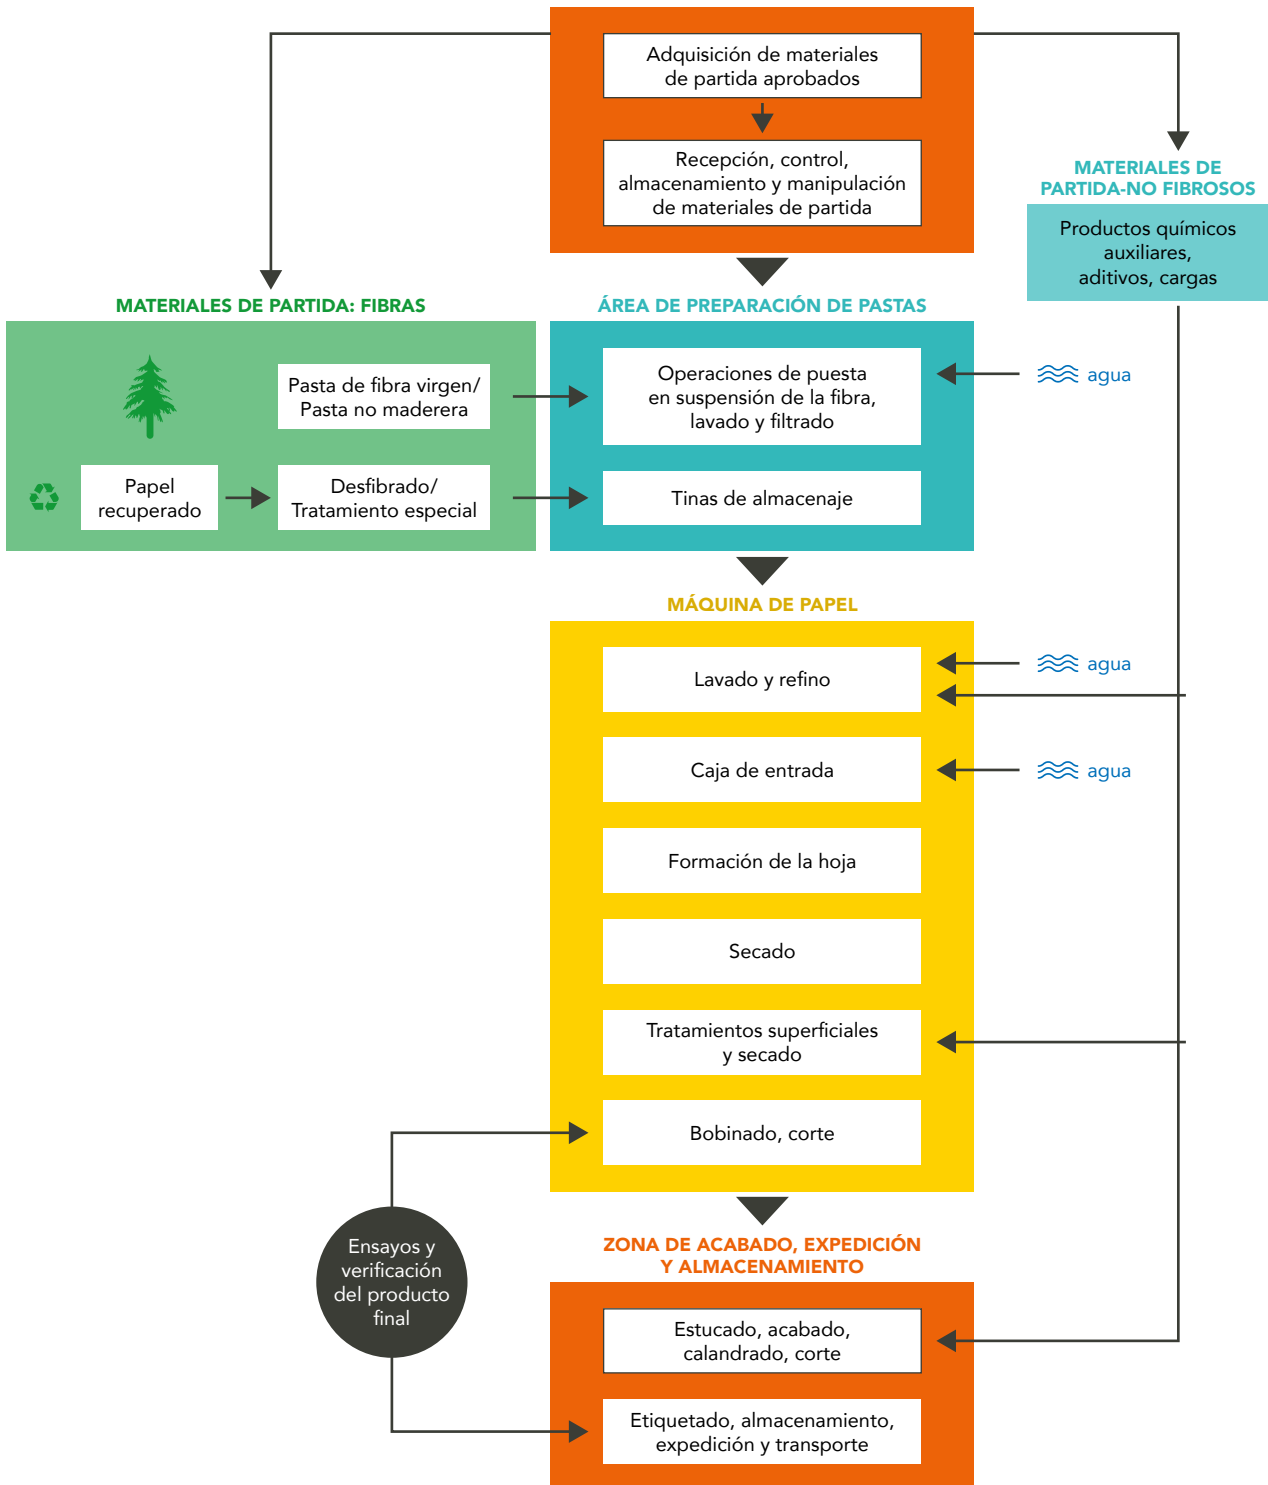 Adquisición de materiales
de partida aprobados
Recepción, control,
almacenamiento y manipulación
de materiales de partida
MATERIALES DE
PARTIDA-NO FIBROSOS
Productos químicos
auxiliares,
aditivos, cargas
MATERIALES DE PARTIDA: FIBRAS
Pasta de fibra virgen/
Pasta no maderera
Papel
recuperado
Desfibrado/
Tratamiento especial
ÁREA DE PREPARACIÓN DE PASTAS
Operaciones de puesta
en suspensión de la fibra,
lavado y filtrado
agua
Tinas de almacenaje
MÁQUINA DE PAPEL
Lavado y refino
agua
Caja de entrada
agua
Formación de la hoja
Secado
Tratamientos superficiales
y secado
Bobinado, corte
Ensayos y
verificación
del producto
final
ZONA DE ACABADO, EXPEDICIÓN
Y ALMACENAMIENTO
Estucado, acabado,
calandrado, corte
Etiquetado, almacenamiento,
expedición y transporte